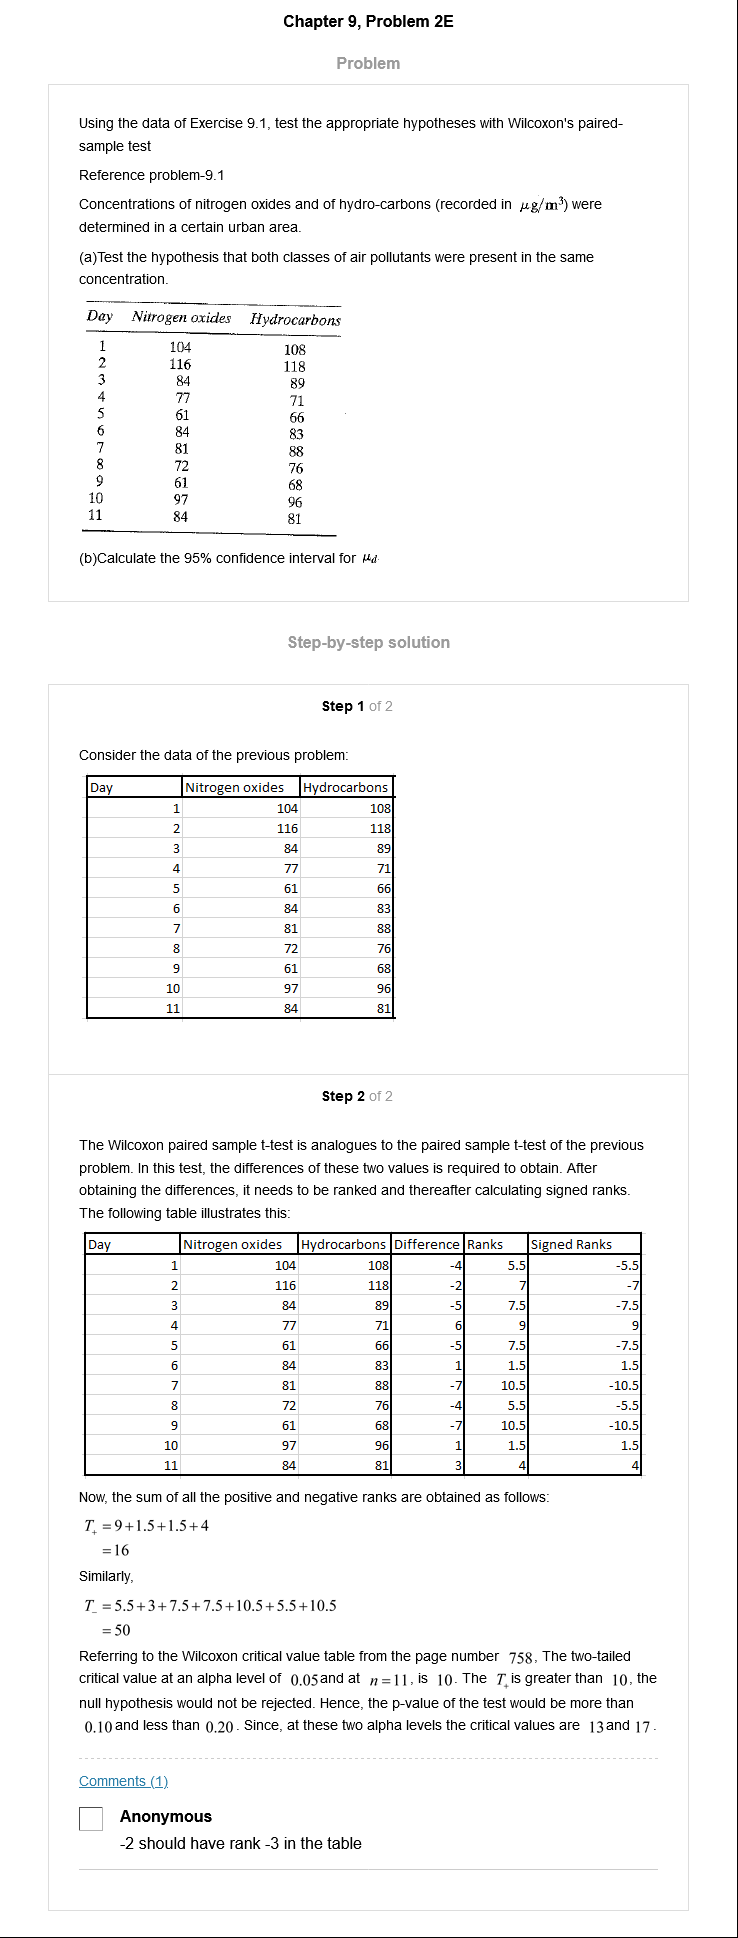 Chapter 9, Problem 2E
Problem
Using the data of Exercise 9.1, test the appropriate hypotheses with Wilcoxon's paired-
sample test
Reference problem-9.1
Concentrations of nitrogen oxides and of hydro-carbons (recorded in μg/m³) were
determined in a certain urban area.
(a)Test the hypothesis that both classes of air pollutants were present in the same
concentration.
Day Nitrogen oxides Hydrocarbons
1 104 108
2 116 118
3 84 89
4 77 71
5 61 66
6 84 83
7 81 88
8 72 76
9 61 68
10 97 96
11 84 81
(b)Calculate the 95% confidence interval for μd.
Step-by-step solution
Step 1 of 2
Consider the data of the previous problem:
Day Nitrogen oxides Hydrocarbons
1 104 108
2 116 118
3 84 89
4 77 71
5 61 66
6 84 83
7 81 88
8 72 76
9 61 68
10 97 96
11 84 81
Step 2 of 2
The Wilcoxon paired sample t-test is analogues to the paired sample t-test of the previous
problem. In this test, the differences of these two values is required to obtain. After
obtaining the differences, it needs to be ranked and thereafter calculating signed ranks.
The following table illustrates this:
Day Nitrogen oxides Hydrocarbons Difference Ranks Signed Ranks
1 104 108 -4 5.5 -5.5
2 116 118 -2 7 -7
3 84 89 -5 7.5 -7.5
4 77 71 6 9 9
5 61 66 -5 7.5 -7.5
6 84 83 1 1.5 1.5
7 81 88 -7 10.5 -10.5
8 72 76 -4 5.5 -5.5
9 61 68 -7 10.5 -10.5
10 97 96 1 1.5 1.5
11 84 81 3 4 4
Now, the sum of all the positive and negative ranks are obtained as follows:
T₊ = 9+1.5+1.5+4
= 16
Similarly,
T₋ = 5.5+3+7.5+7.5+10.5+5.5+10.5
= 50
Referring to the Wilcoxon critical value table from the page number 758, The two-tailed
critical value at an alpha level of 0.05 and at n=11, is 10. The T₊ is greater than 10, the
null hypothesis would not be rejected. Hence, the p-value of the test would be more than
0.10 and less than 0.20. Since, at these two alpha levels the critical values are 13 and 17.
Comments (1)
Anonymous
-2 should have rank -3 in the table